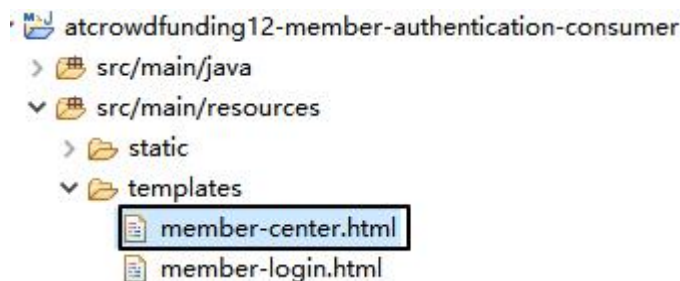 atcrowdfunding12-member-authentication-consumer
src/main/java
src/main/resources
static
templates
member-center.html
member-login.html